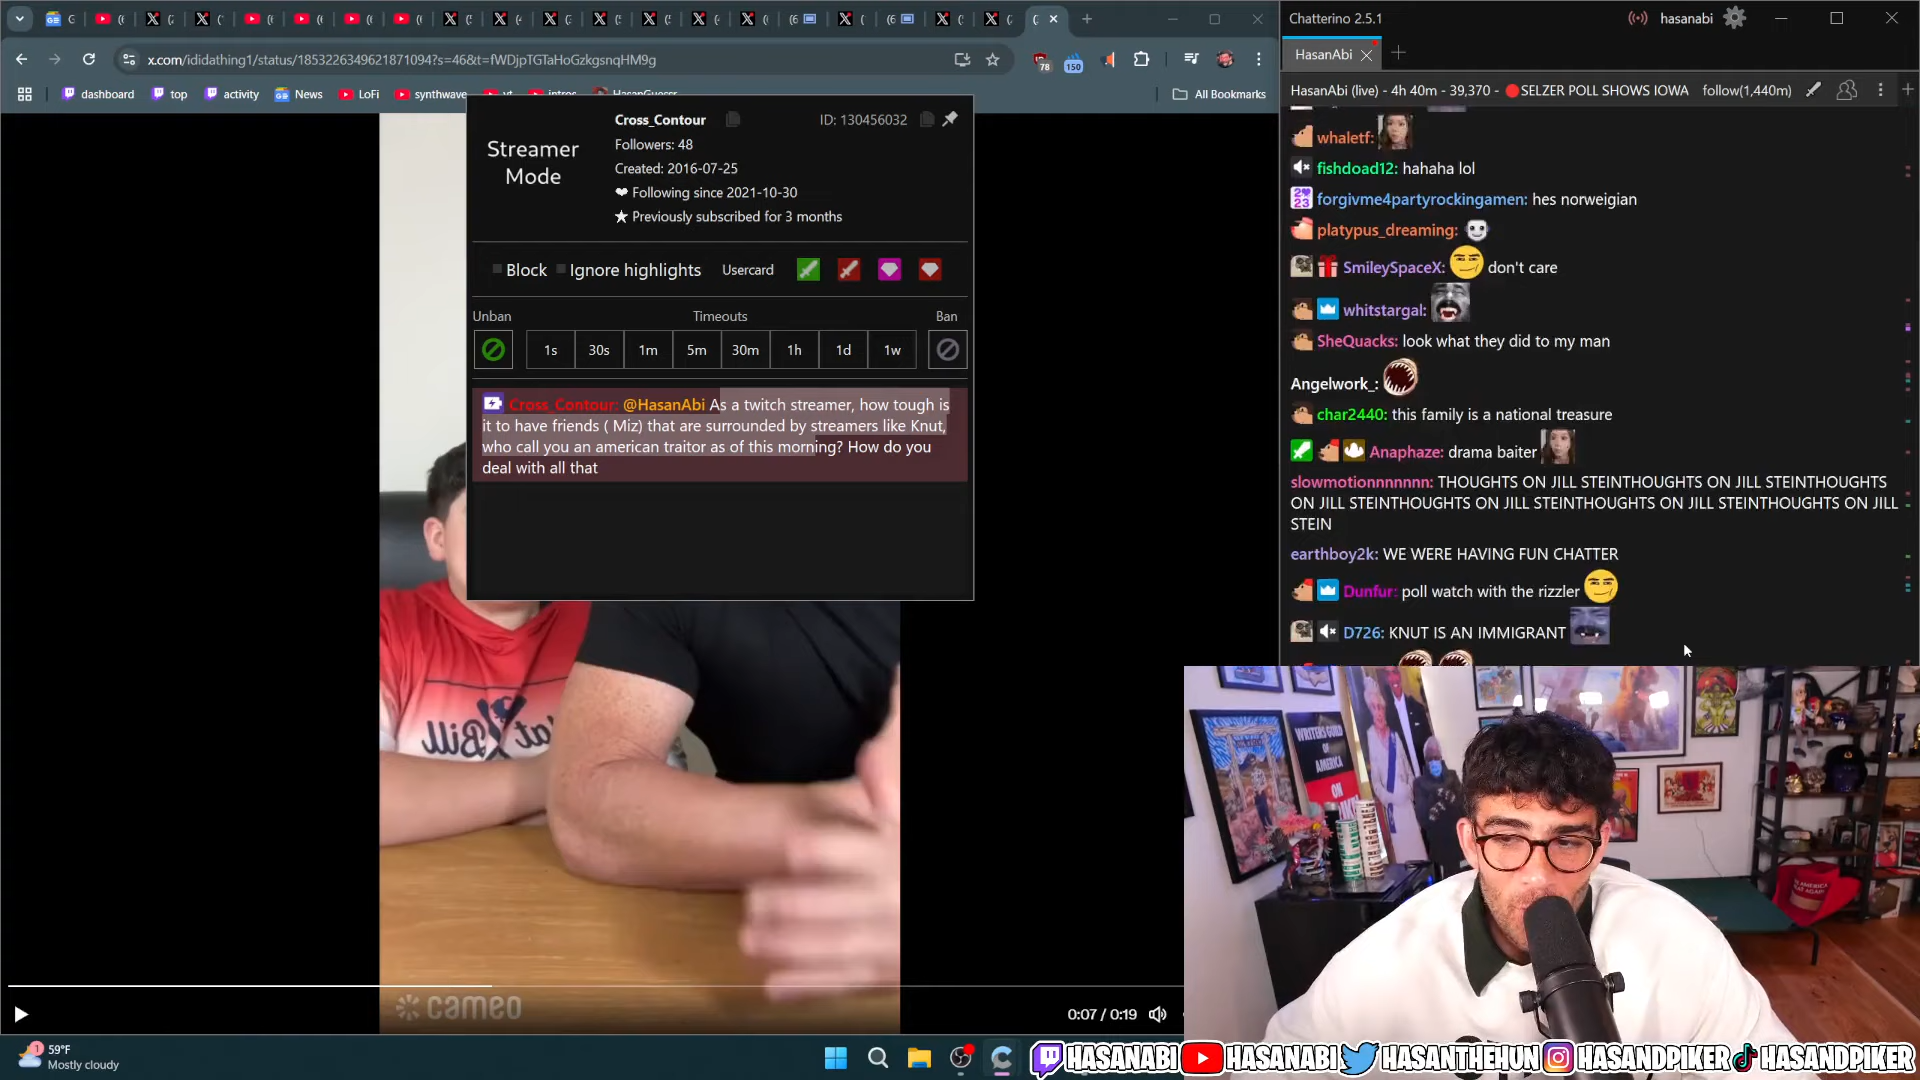 Chatterino 2.5.1
hasanabi
x.com/ididathing1/status/1853226349621871094?s=46&t=fWDjpTGTaHoGzkgsnqHM9g
78
150
HasanAbi
dashboard
top
activity
News
LoFi
synthwave
All Bookmarks
HasanAbi (live) - 4h 40m - 39,370 - 🔴SELZER POLL SHOWS IOWA
follow(1,440m)
Streamer
Mode
Cross_Contour
ID: 130456032
Followers: 48
Created: 2016-07-25
❤ Following since 2021-10-30
★ Previously subscribed for 3 months
Block
Ignore highlights
Usercard
Unban
Timeouts
Ban
1s
30s
1m
5m
30m
1h
1d
1w
Cross_Contour: @HasanAbi As a twitch streamer, how tough is
it to have friends ( Miz) that are surrounded by streamers like Knut,
who call you an american traitor as of this morning? How do you
deal with all that
whaletf:
fishdoad12: hahaha lol
forgivme4partyrockingamen: hes norweigian
platypus_dreaming:
SmileySpaceX: don't care
whitstargal:
SheQuacks: look what they did to my man
Angelwork_:
char2440: this family is a national treasure
Anaphaze: drama baiter
slowmotionnnnnnn: THOUGHTS ON JILL STEINTHOUGHTS ON JILL STEINTHOUGHTS
ON JILL STEINTHOUGHTS ON JILL STEINTHOUGHTS ON JILL STEINTHOUGHTS ON JILL
STEIN
earthboy2k: WE WERE HAVING FUN CHATTER
Dunfur: poll watch with the rizzler
D726: KNUT IS AN IMMIGRANT
Bill
WRITERS GUILD
OF
AMERICA
ON
cameo
0:07 / 0:19
1
59°F
Mostly cloudy
HASANABI
HASANABI
HASANTHEHUN
HASANDPIKER
HASANDPIKER